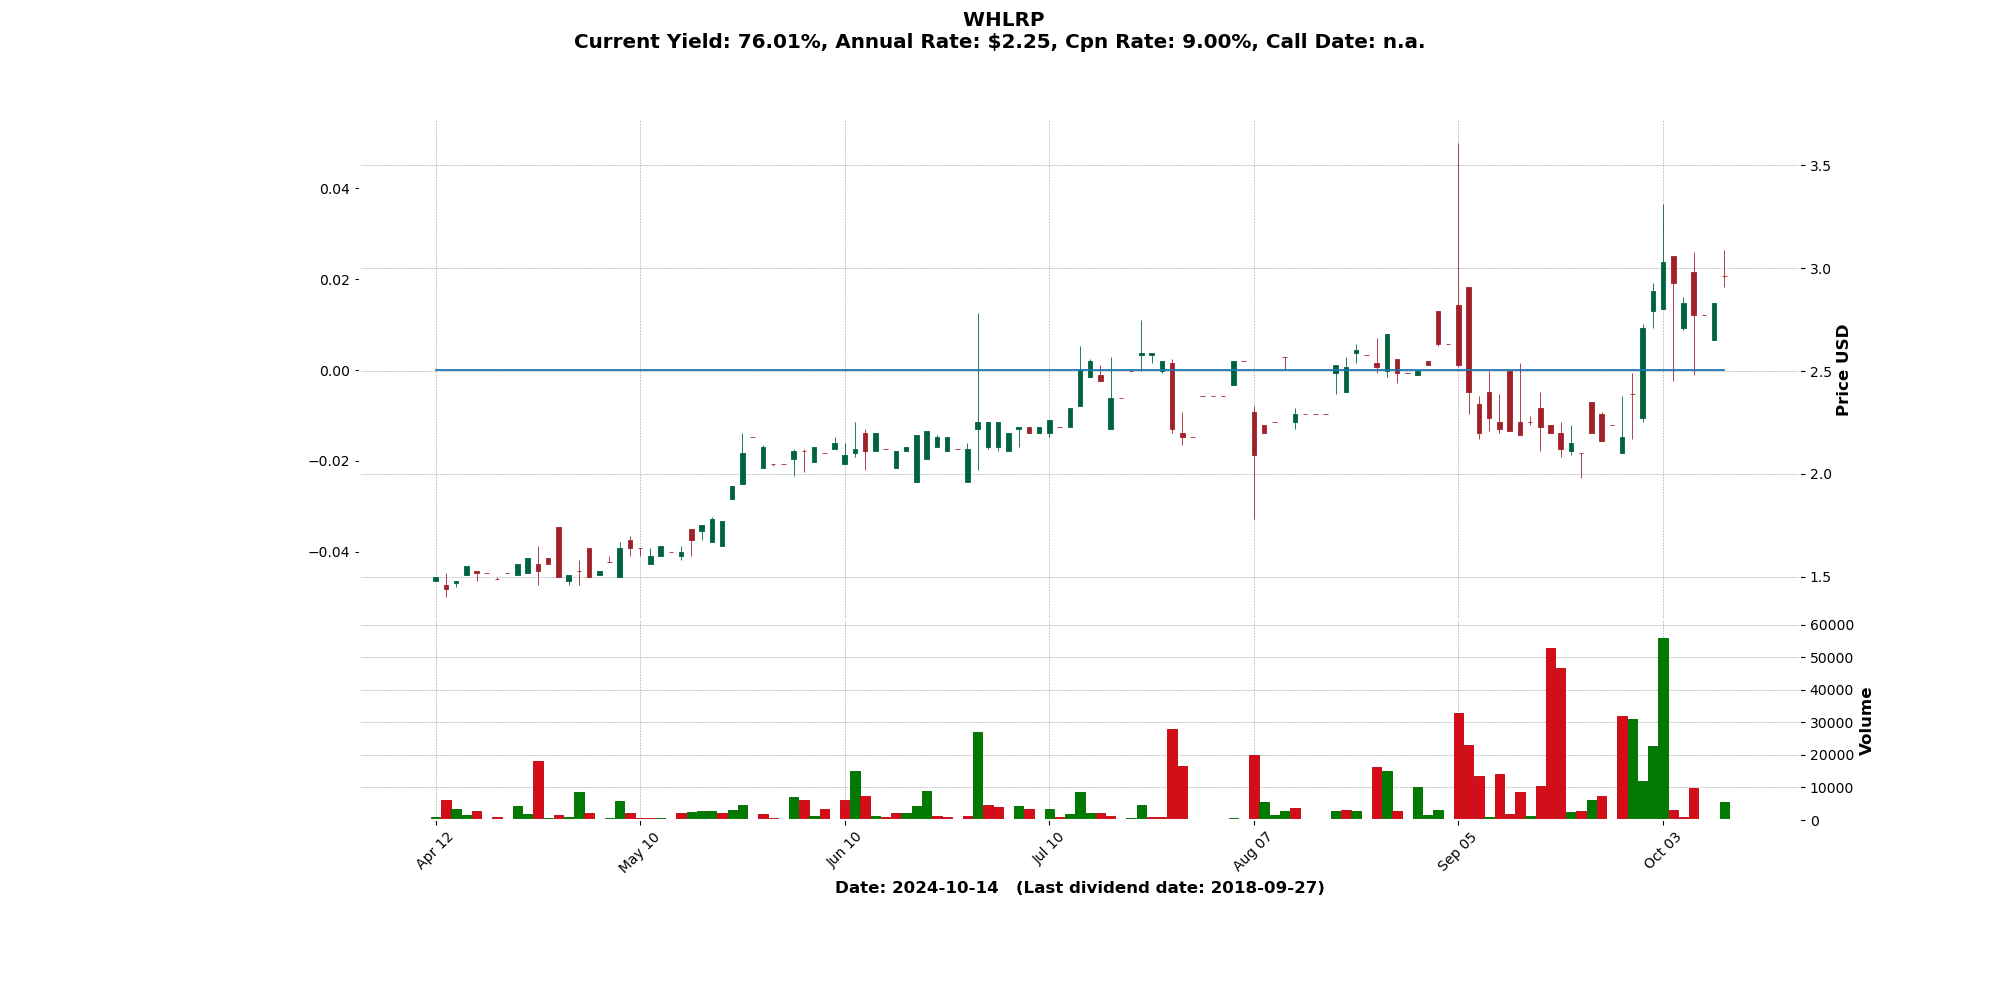 WHLRP
Current Yield: 76.01%, Annual Rate: $2.25, Cpn Rate: 9.00%, Call Date: n.a.
0.04
0.02
0.00
−0.02
−0.04
3.5
3.0
2.5
2.0
1.5
Price USD
60000
50000
40000
30000
20000
10000
0
Volume
Apr 12
May 10
Jun 10
Jul 10
Aug 07
Sep 05
Oct 03
Date: 2024-10-14 (Last dividend date: 2018-09-27)